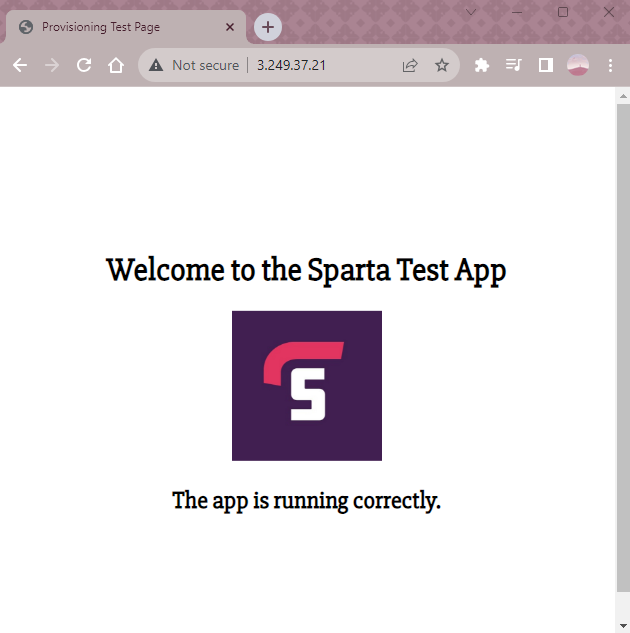 Provisioning Test Page
Not secure | 3.249.37.21
Welcome to the Sparta Test App
S
The app is running correctly.